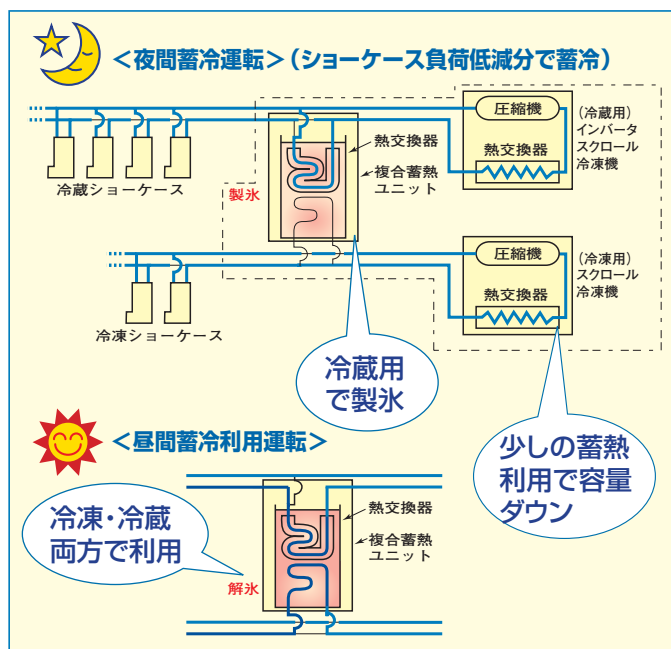 <夜間蓄冷運転>(ショーケース負荷低減分で蓄冷)
圧縮機
熱交換器
(冷蔵用)
インバータ
スクロール
冷凍機
熱交換器
複合蓄熱
ユニット
冷蔵ショーケース
製氷
圧縮機
熱交換器
(冷凍用)
スクロール
冷凍機
冷凍ショーケース
冷蔵用
で製氷
少しの蓄熱
利用で容量
ダウン
<昼間蓄冷利用運転>
冷凍・冷蔵
両方で利用
熱交換器
複合蓄熱
ユニット
解氷